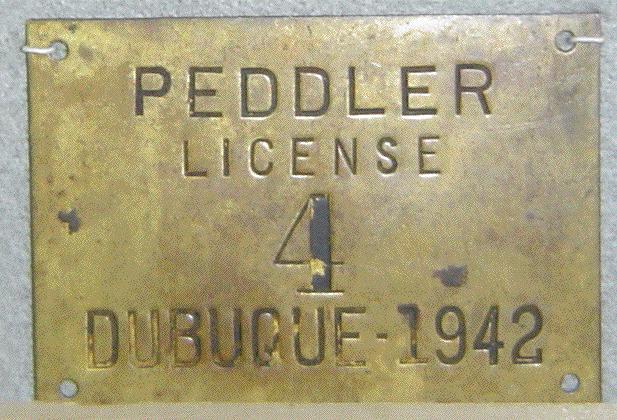 PEDDLER
LICENSE
4
DUBUQUE-1942